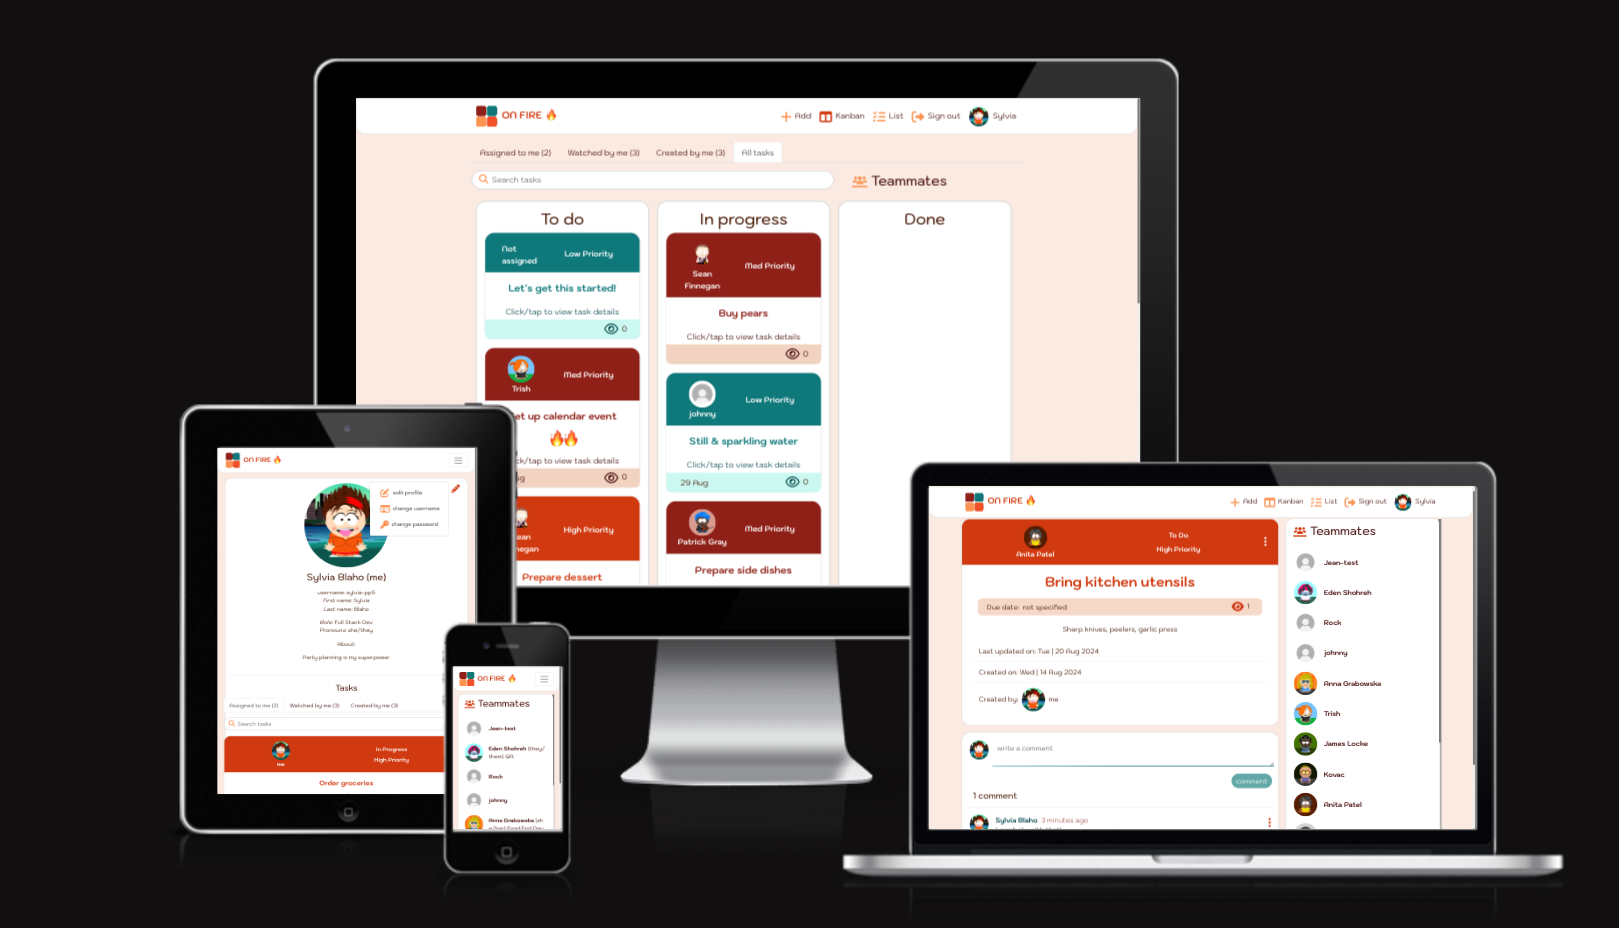 ON FIRE
Add
Kanban
List
Sign out
Sylvia
Assigned to me (2)
Watched by me (3)
Created by me (3)
All tasks
Search tasks
Teammates
To do
Not
assigned
Low Priority
Let's get this started!
Click/tap to view task details
0
Trish
Med Priority
et up calendar event
ck/tap to view task details
0
High Priority
Prepare dessert
In progress
Sean
Finnegan
Med Priority
Buy pears
Click/tap to view task details
0
johnny
Low Priority
Still & sparkling water
Click/tap to view task details
29 Aug
0
Patrick Gray
Med Priority
Prepare side dishes
Done
ON FIRE
edit profile
change username
change password
Sylvia Blaho (me)
username: sylvia-pp5
First name: Sylvia
Last name: Blaho
Role: Full Stack Dev
Pronouns: she/they
About:
Party planning is my superpower
Tasks
Assigned to me (2)
Watched by me (3)
Created by me (3)
Search tasks
me
In Progress
High Priority
Order groceries
ON FIRE
Teammates
Jean-test
Eden Shohreh (they/
them) QA
Rock
johnny
Anna Grabowska (sh
ON FIRE
Add
Kanban
List
Sign out
Sylvia
Anita Patel
To Do
High Priority
Bring kitchen utensils
Due date: not specified
1
Sharp knives, peelers, garlic press
Last updated on: Tue | 20 Aug 2024
Created on: Wed | 14 Aug 2024
Created by:
me
write a comment
comment
1 comment
Sylvia Blaho 3 minutes ago
Teammates
Jean-test
Eden Shohreh
Rock
johnny
Anna Grabowska
Trish
James Locke
Kovac
Anita Patel